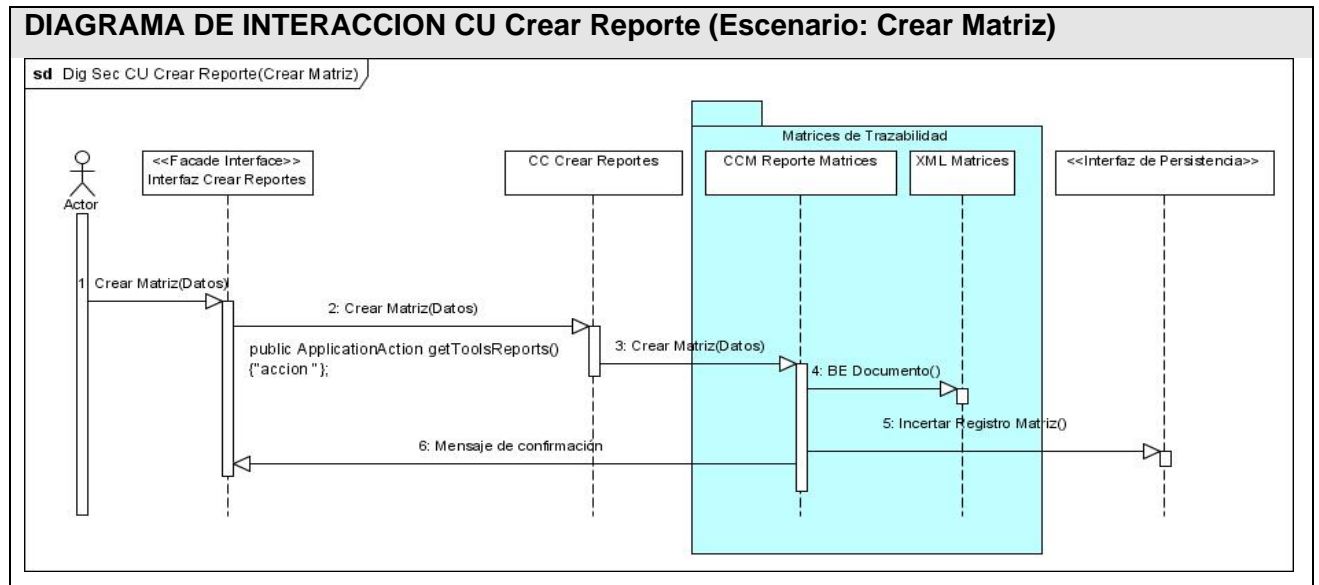 DIAGRAMA DE INTERACCION CU Crear Reporte (Escenario: Crear Matriz)
sd Dig Sec CU Crear Reporte(Crear Matriz)
Matrices de Trazabilidad
<<Facade Interface>>
Interfaz Crear Reportes
CC Crear Reportes
CCM Reporte Matrices
XML Matrices
<<Interfaz de Persistencia>>
Actor
1: Crear Matriz(Datos)
2: Crear Matriz(Datos)
public ApplicationAction getToolsReports()
{"accion "};
3: Crear Matriz(Datos)
4: BE Documento()
5: Incertar Registro Matriz()
6: Mensaje de confirmación